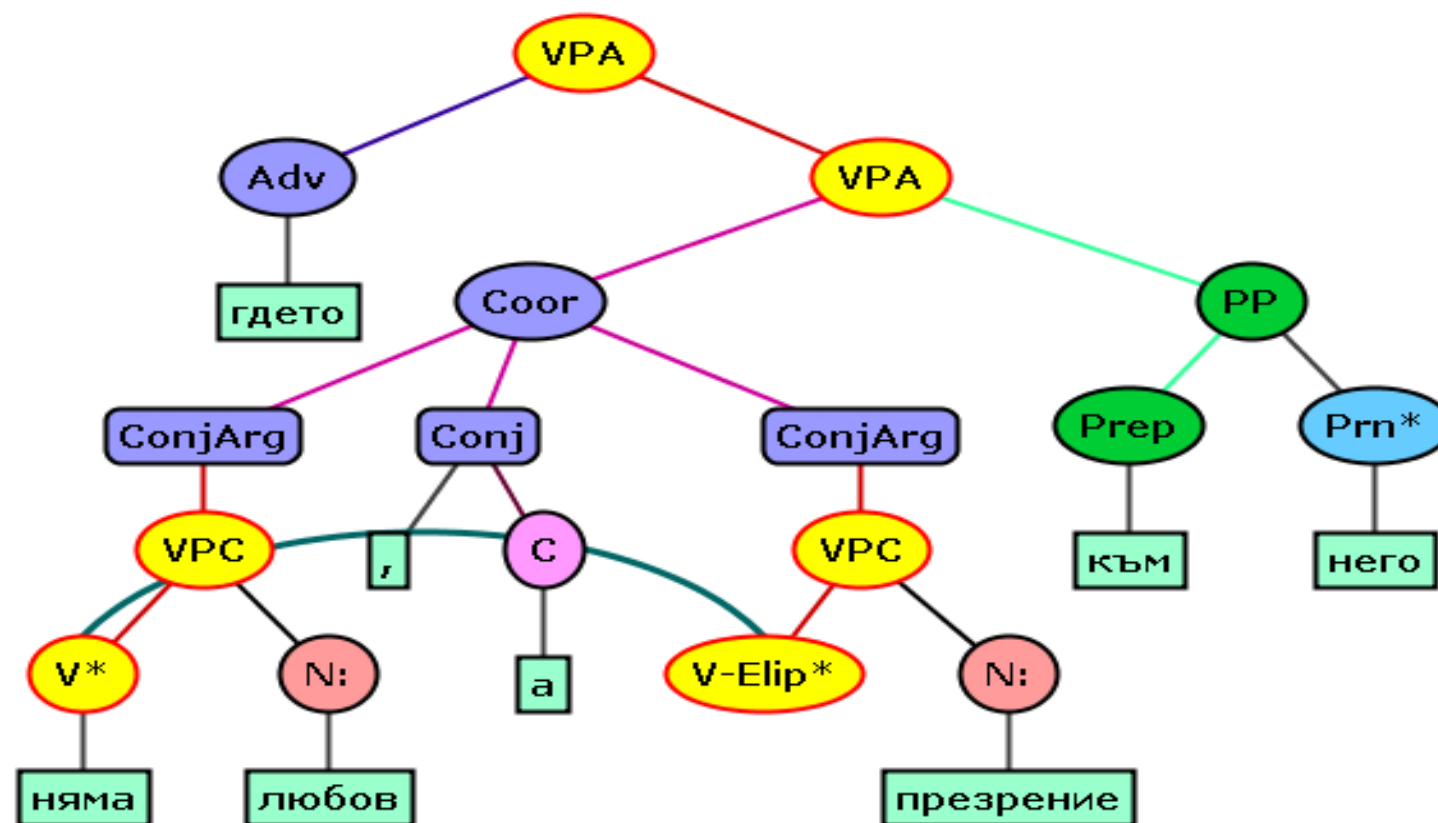 VPA
Adv VPA
гдето Coor PP
ConjArg Conj ConjArg Prep Prn*
VPC , C VPC към него
V* N: а V-Elip* N:
няма любов презрение